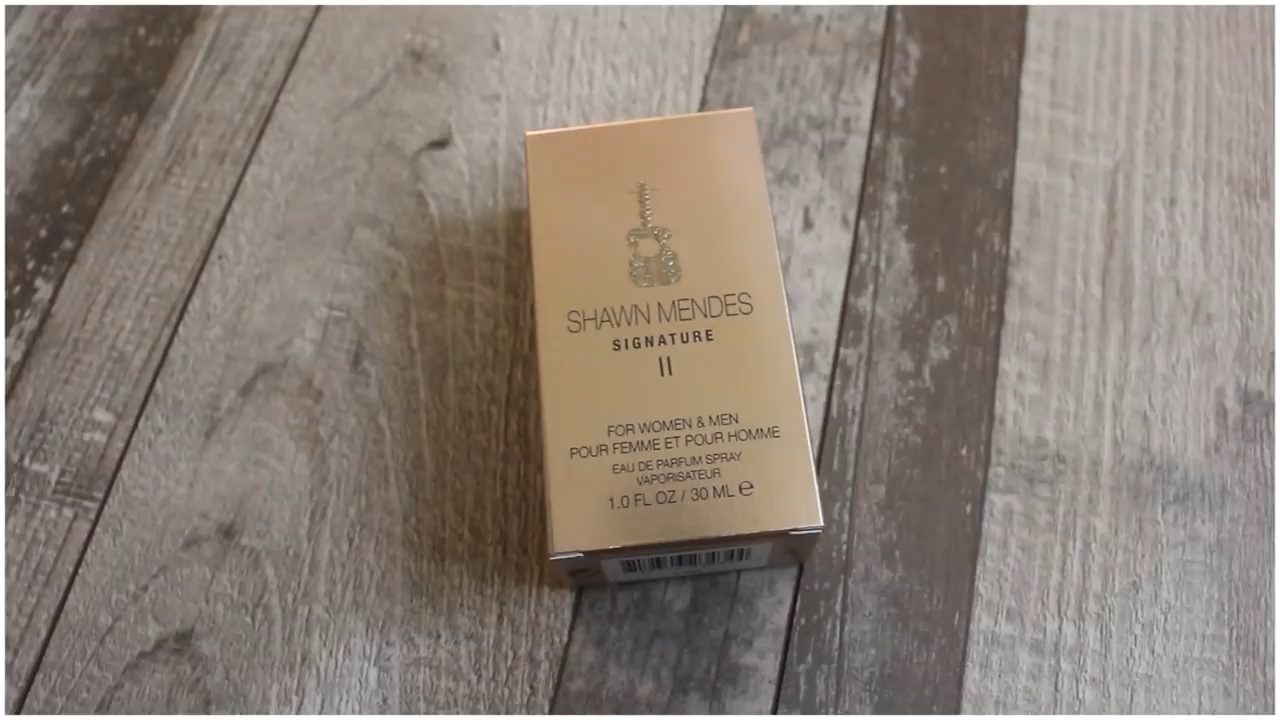 SHAWN MENDES
SIGNATURE
II
FOR WOMEN & MEN
POUR FEMME ET POUR HOMME
EAU DE PARFUM SPRAY
VAPORISATEUR
1.0 FL OZ / 30 ML ℮